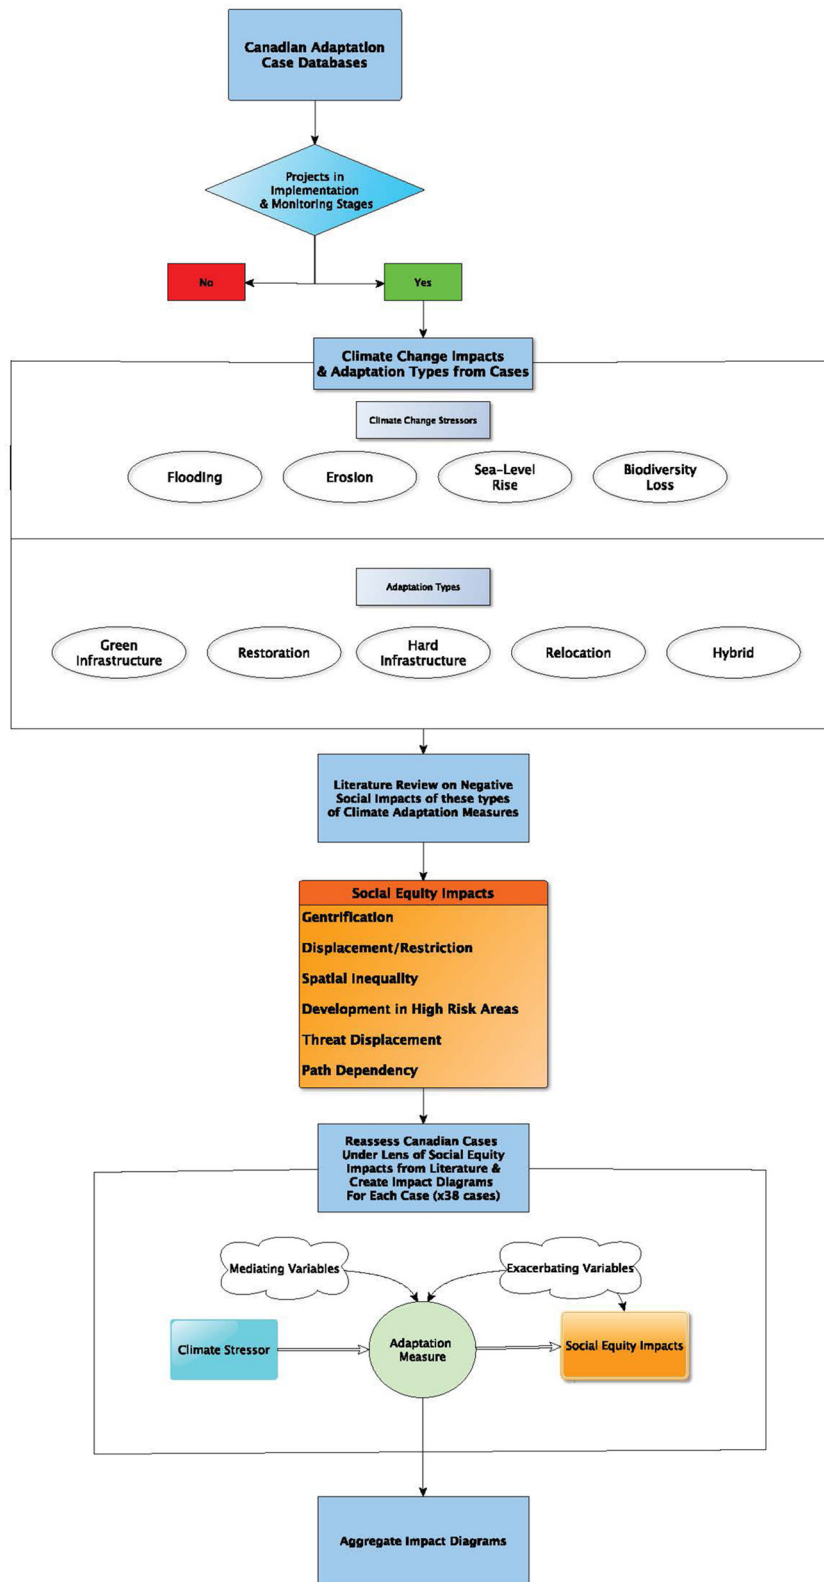 Canadian Adaptation
Case Databases
Projects in
Implementation
& Monitoring Stages
No
Yes
Climate Change Impacts
& Adaptation Types from Cases
Climate Change Stressors
Flooding
Erosion
Sea-Level
Rise
Biodiversity
Loss
Adaptation Types
Green
Infrastructure
Restoration
Hard
Infrastructure
Relocation
Hybrid
Literature Review on Negative
Social Impacts of these types
of Climate Adaptation Measures
Social Equity Impacts
Gentrification
Displacement/Restriction
Spatial Inequality
Development in High Risk Areas
Threat Displacement
Path Dependency
Reassess Canadian Cases
Under Lens of Social Equity
Impacts from Literature &
Create Impact Diagrams
For Each Case (x38 cases)
Mediating Variables
Exacerbating Variables
Climate Stressor
Adaptation
Measure
Social Equity Impacts
Aggregate Impact Diagrams